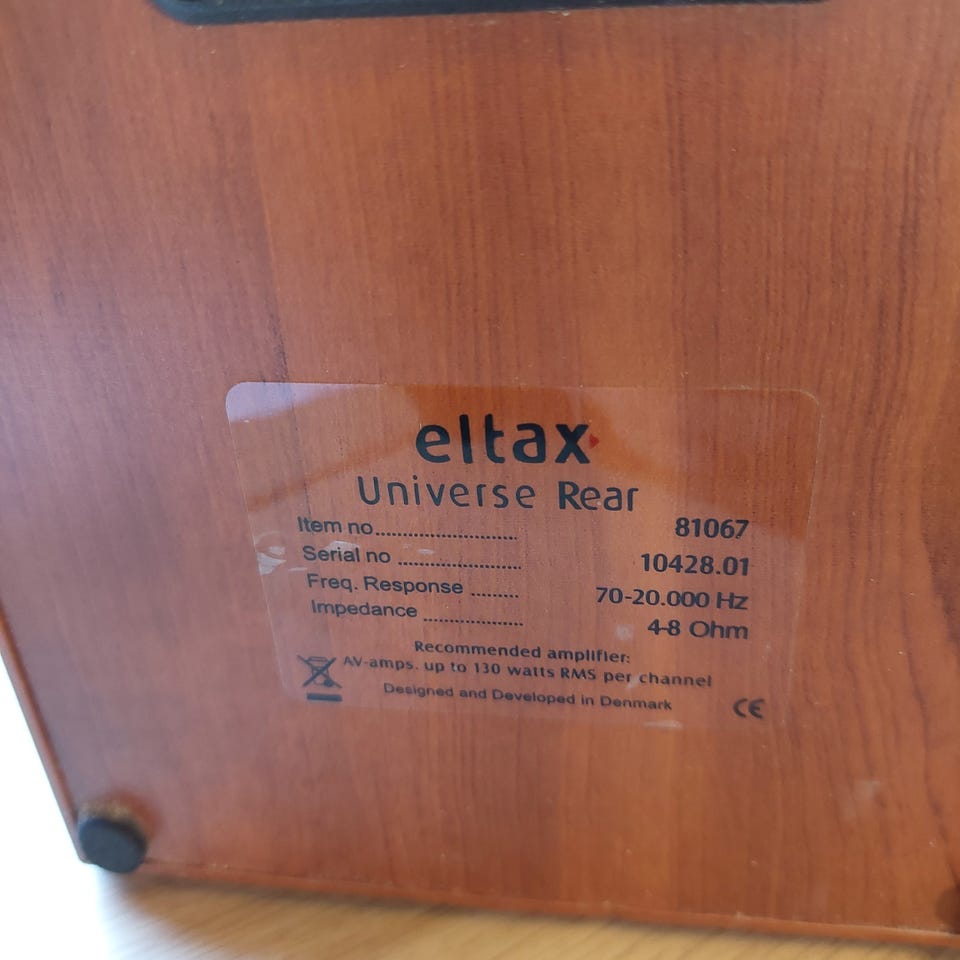 eltax
Universe Rear
Item no.......................... 81067
Serial no ...................... 10428.01
Freq. Response ......... 70-20.000 Hz
Impedance .................. 4-8 Ohm
Recommended amplifier:
AV-amps. up to 130 watts RMS per channel
Designed and Developed in Denmark
CE